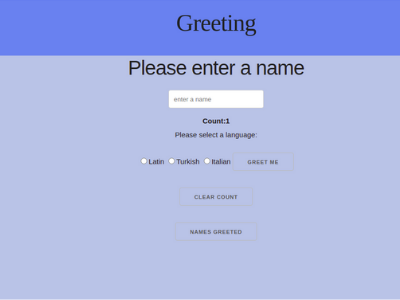 Greeting
Please enter a name
enter a name
Count:1
Please select a language:
Latin Turkish Italian GREET ME
CLEAR COUNT
NAMES GREETED